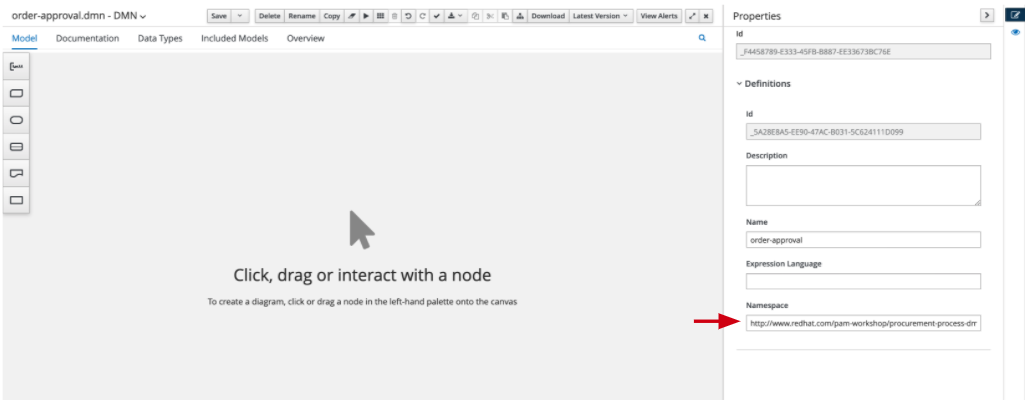 order-approval.dmn - DMN
Save
Delete Rename Copy
Download Latest Version
View Alerts
Properties
Model Documentation Data Types Included Models Overview
Id
_F4458789-E333-45FB-B887-EE33673BC76E
Definitions
Id
_5A28E8A5-EE90-47AC-B031-5C624111D099
Description
Name
order-approval
Expression Language
Namespace
http://www.redhat.com/pam-workshop/procurement-process-dm
Click, drag or interact with a node
To create a diagram, click or drag a node in the left-hand palette onto the canvas